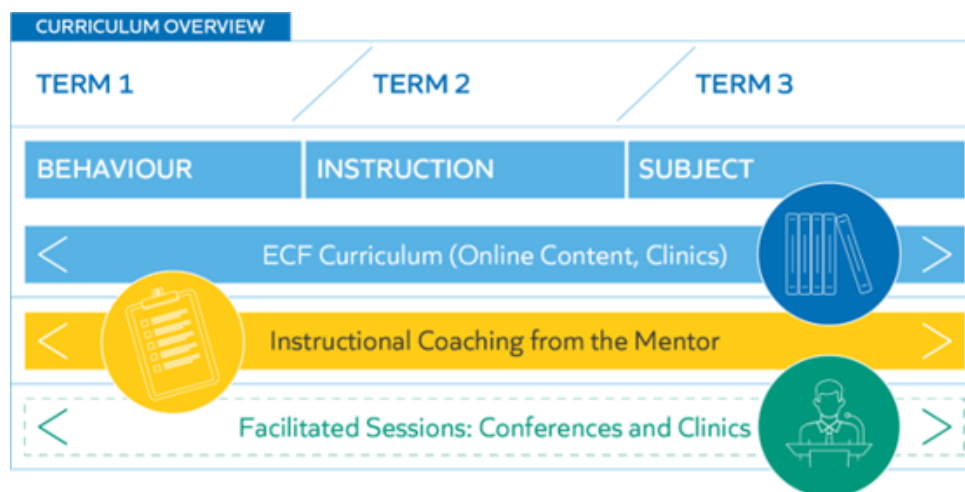 CURRICULUM OVERVIEW
TERM 1 TERM 2 TERM 3
BEHAVIOUR INSTRUCTION SUBJECT
ECF Curriculum (Online Content, Clinics)
Instructional Coaching from the Mentor
Facilitated Sessions: Conferences and Clinics